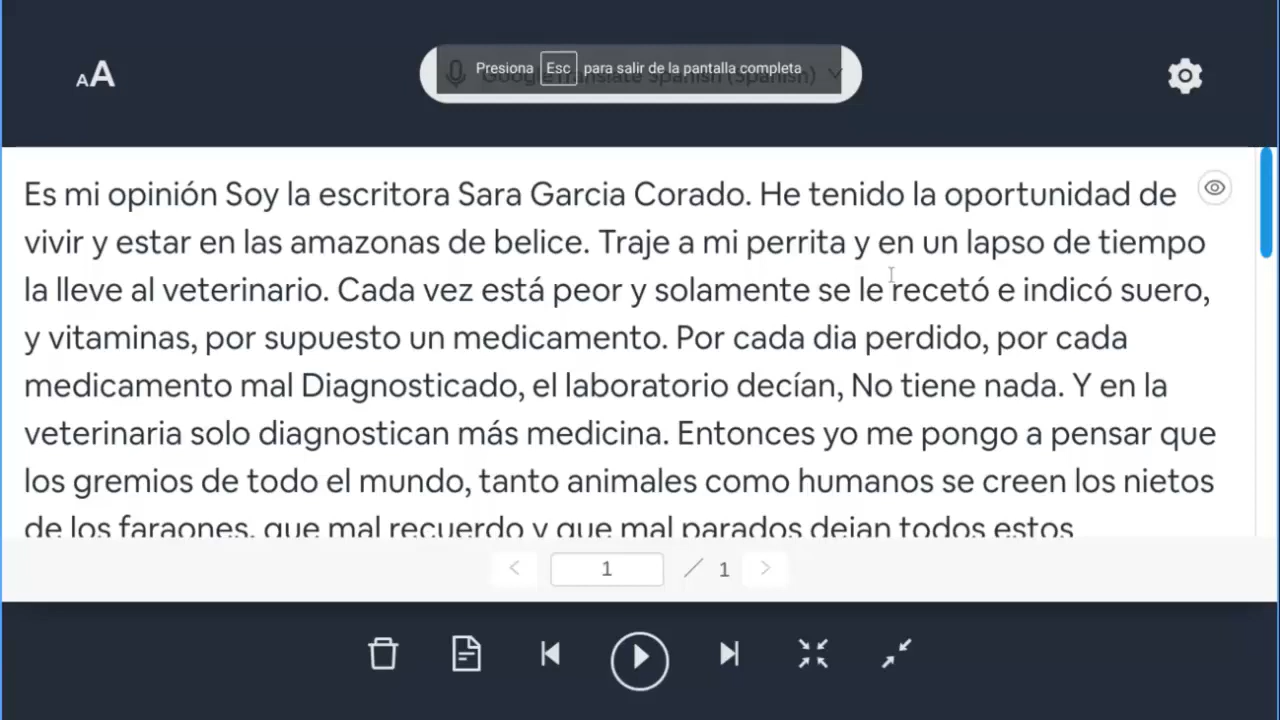 AA
Presiona Esc para salir de la pantalla completa
Es mi opinión Soy la escritora Sara Garcia Corado. He tenido la oportunidad de
vivir y estar en las amazonas de belice. Traje a mi perrita y en un lapso de tiempo
la lleve al veterinario. Cada vez está peor y solamente se le recetó e indicó suero,
y vitaminas, por supuesto un medicamento. Por cada dia perdido, por cada
medicamento mal Diagnosticado, el laboratorio decían, No tiene nada. Y en la
veterinaria solo diagnostican más medicina. Entonces yo me pongo a pensar que
los gremios de todo el mundo, tanto animales como humanos se creen los nietos
de los faraones, que mal recuerdo y que mal parados dejan todos estos
1 / 1